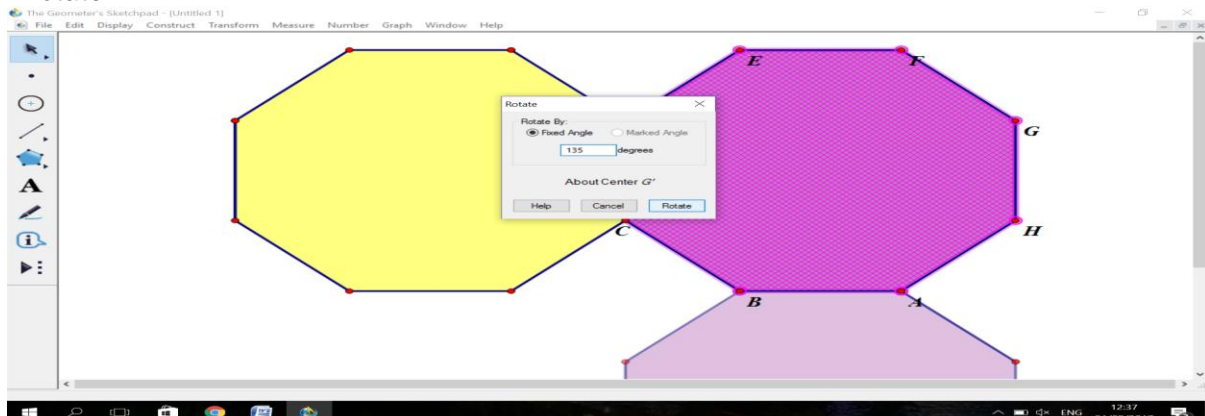 The Geometer's Sketchpad - [Untitled 1]
File Edit Display Construct Transform Measure Number Graph Window Help
E
F
Rotate
Rotate By:
Fixed Angle Marked Angle
135 degrees
G
About Center G'
A
Help Cancel Rotate
C
H
B
A
12:37
ENG